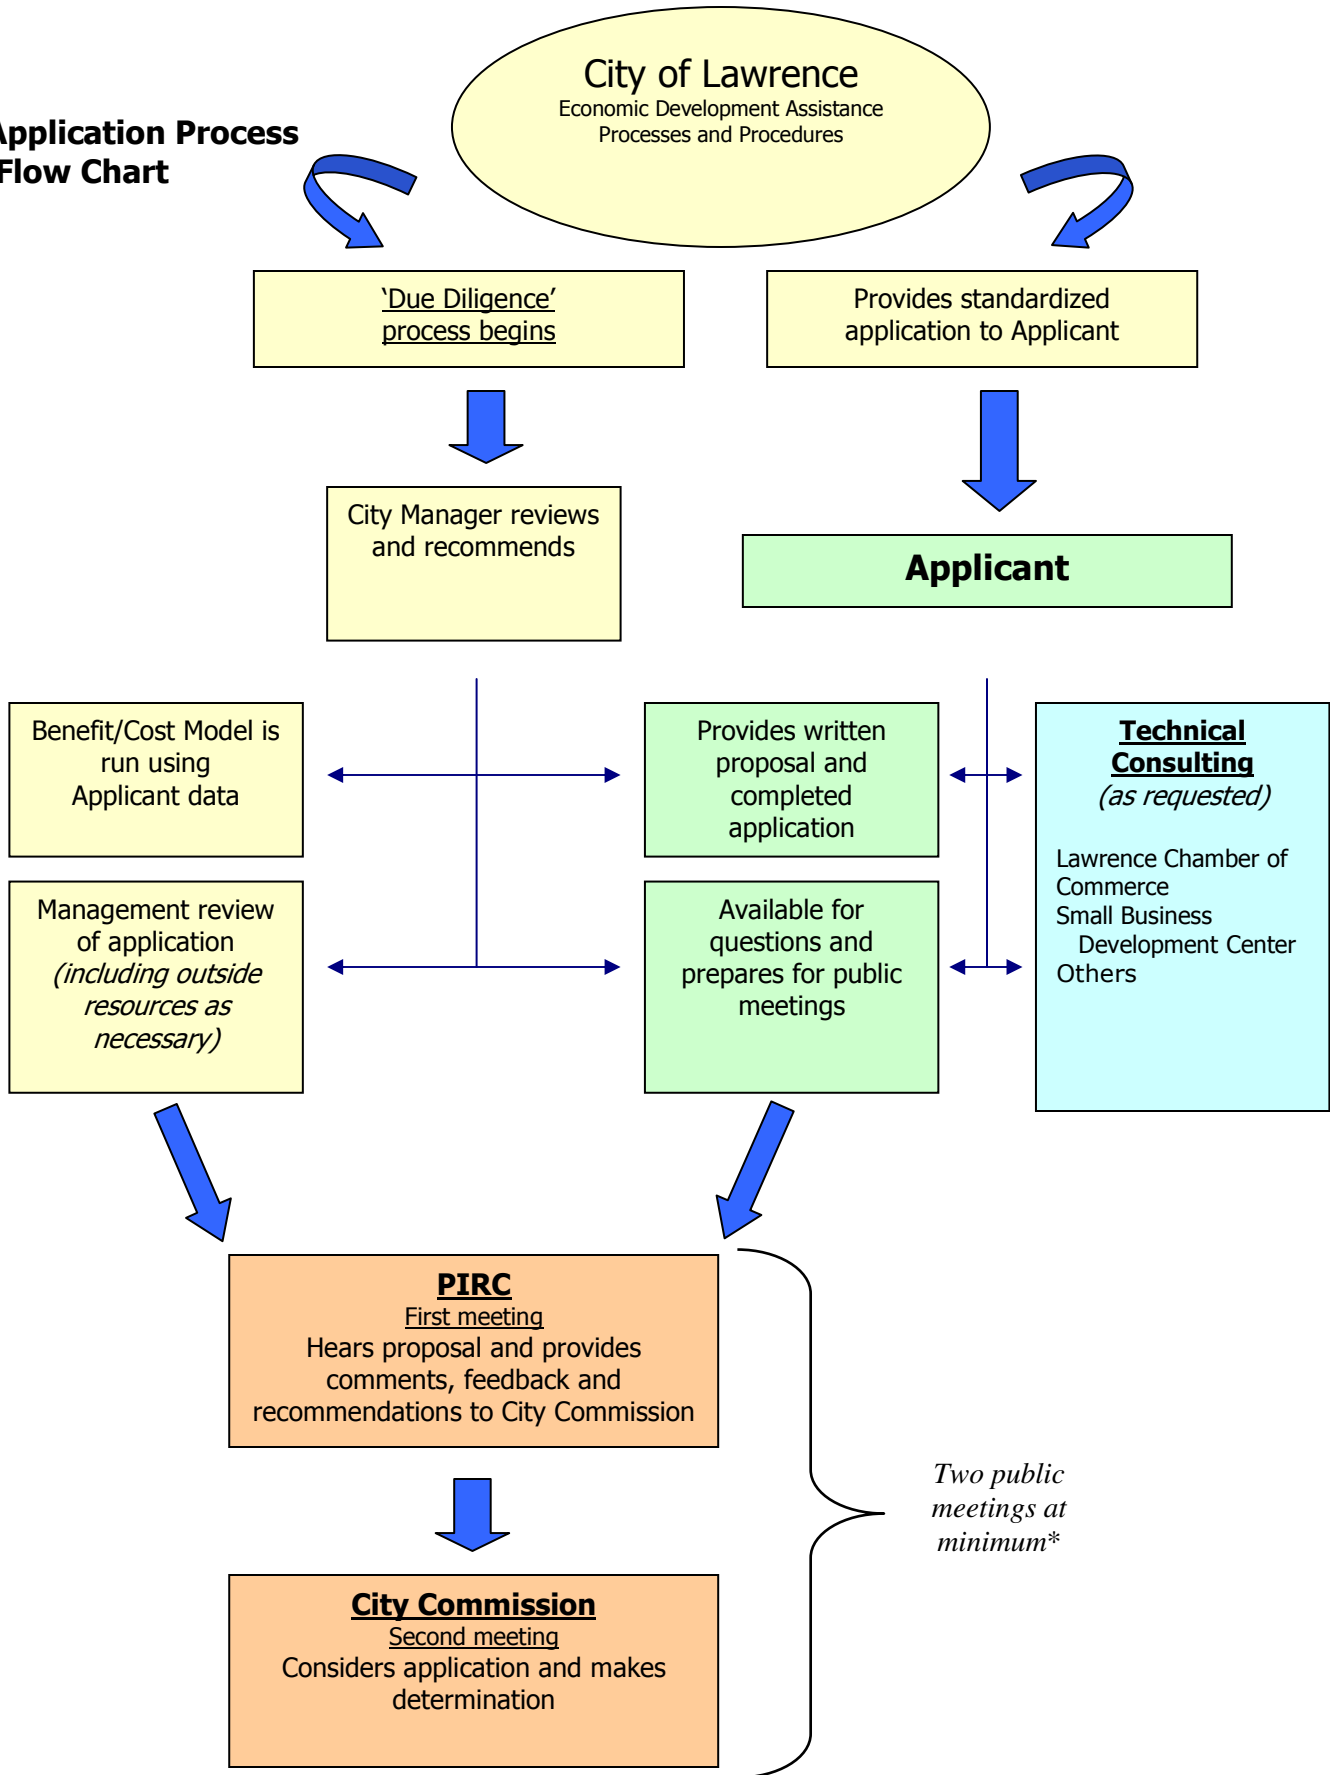 City of Lawrence
Economic Development Assistance
Processes and Procedures
Application Process
Flow Chart
‘Due Diligence’
process begins
Provides standardized
application to Applicant
City Manager reviews
and recommends
Applicant
Benefit/Cost Model is
run using
Applicant data
Provides written
proposal and
completed
application
Technical
Consulting
(as requested)
Lawrence Chamber of
Commerce
Small Business
Development Center
Others
Management review
of application
(including outside
resources as
necessary)
Available for
questions and
prepares for public
meetings
PIRC
First meeting
Hears proposal and provides
comments, feedback and
recommendations to City Commission
Two public
meetings at
minimum*
City Commission
Second meeting
Considers application and makes
determination